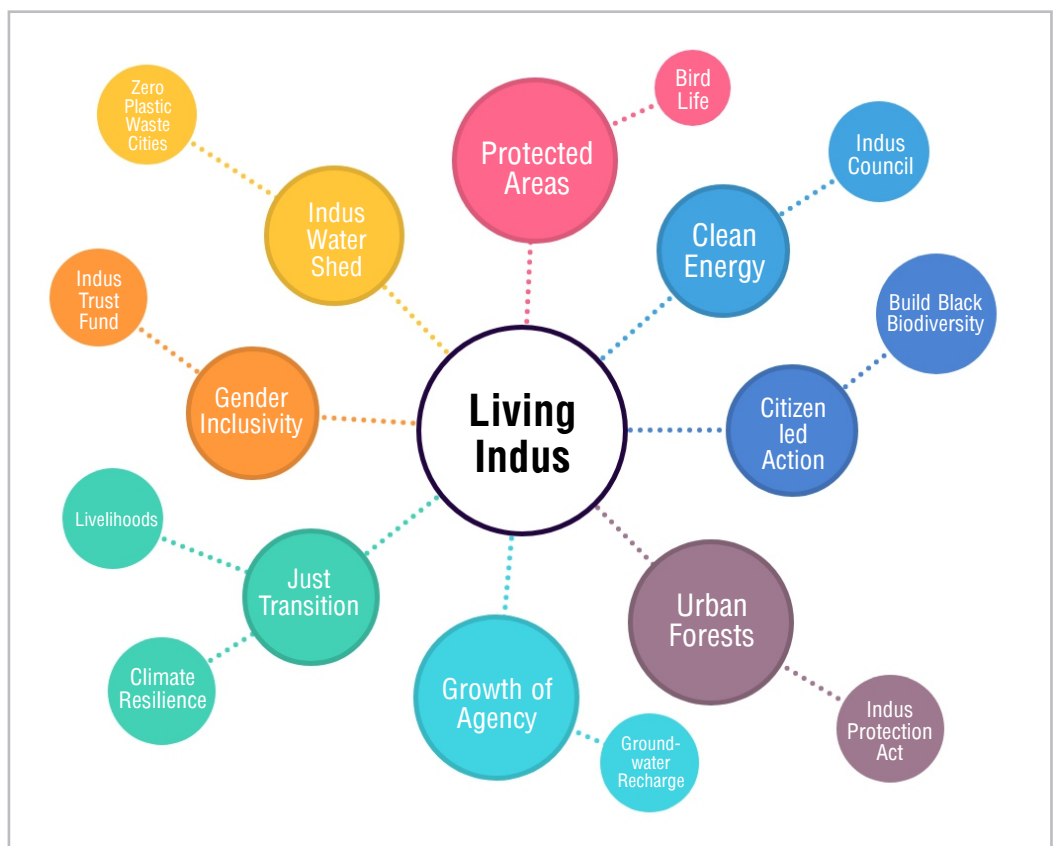 Zero
Plastic
Waste
Cities
Indus
Water
Shed
Protected
Areas
Bird
Life
Clean
Energy
Indus
Council
Indus
Trust
Fund
Gender
Inclusivity
Living
Indus
Citizen
led
Action
Build Black
Biodiversity
Livelihoods
Just
Transition
Climate
Resilience
Growth of
Agency
Ground-
water
Recharge
Urban
Forests
Indus
Protection
Act